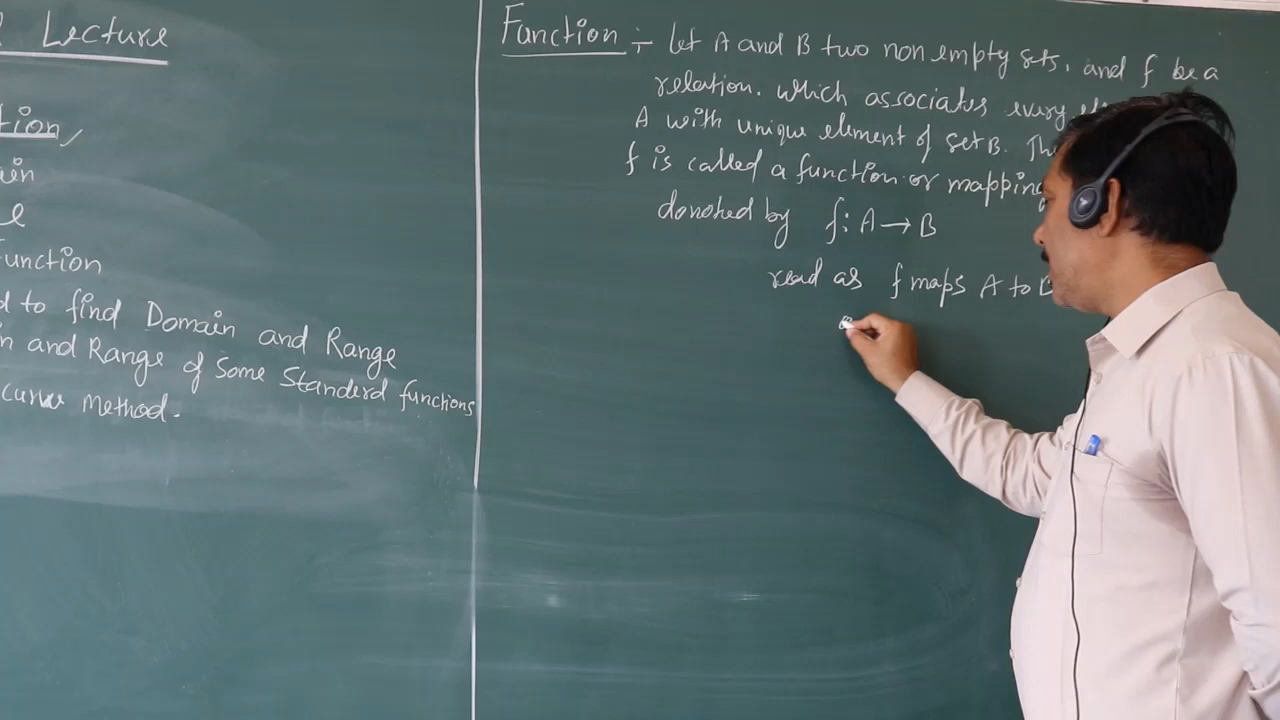 Lecture
tion,
in
e
Function
d to find Domain and Range
n and Range of Some Standerd functions
curve Method.
Function :- Let A and B two non empty sets, and f be a
relation. which associates every
A with unique element of set B. The
f is called a function or mapping
donoted by f: A → B
read as f maps A to B